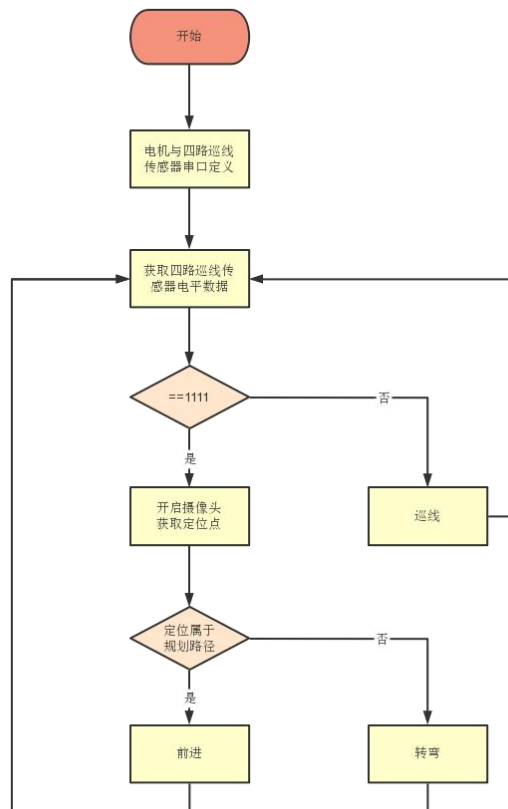 开始
电机与四路巡线
传感器串口定义
获取四路巡线传
感器电平数据
==1111
否
是
开启摄像头
获取定位点
巡线
定位属于
规划路径
否
是
前进
转弯